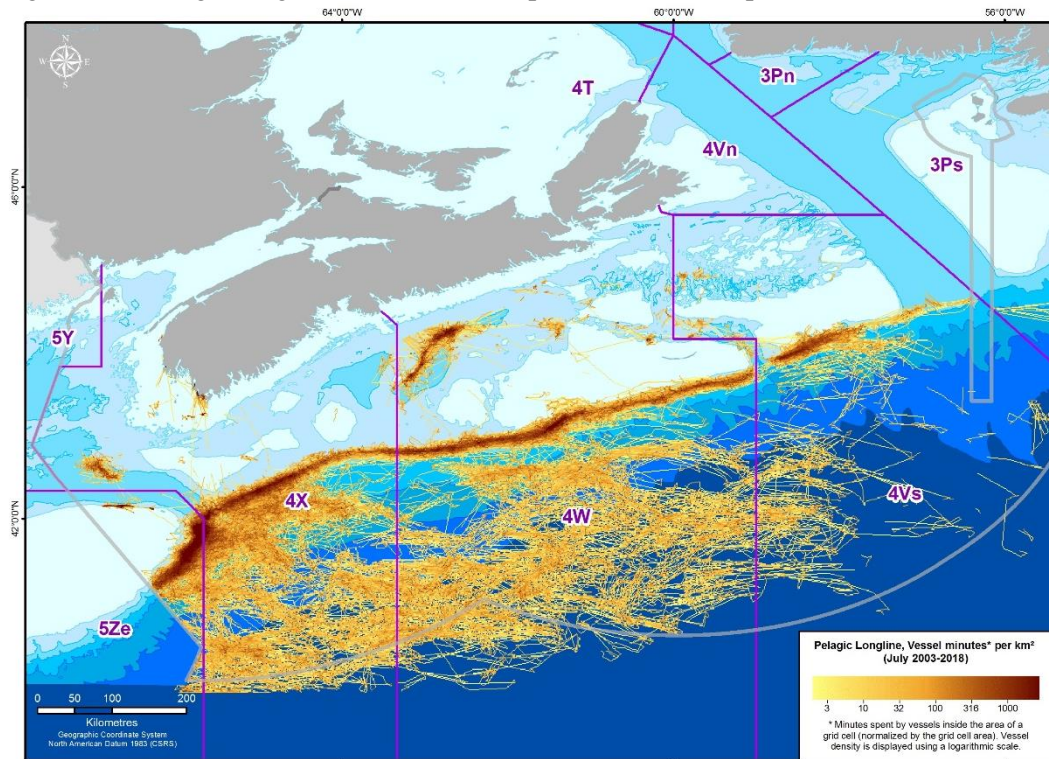 64°0'0"W 60°0'0"W 56°0'0"W
N
W E
S
4T
3Pn
4Vn
3Ps
46°0'0"N
5Y
4X
4W
4Vs
42°0'0"N
5Ze
0 50 100 200
Kilometres
Geographic Coordinate System
North American Datum 1983 (CSRS)
Pelagic Longline, Vessel minutes* per km²
(July 2003-2018)
3 10 32 100 316 1000
* Minutes spent by vessels inside the area of a
grid cell (normalized by the grid cell area). Vessel
density is displayed using a logarithmic scale.